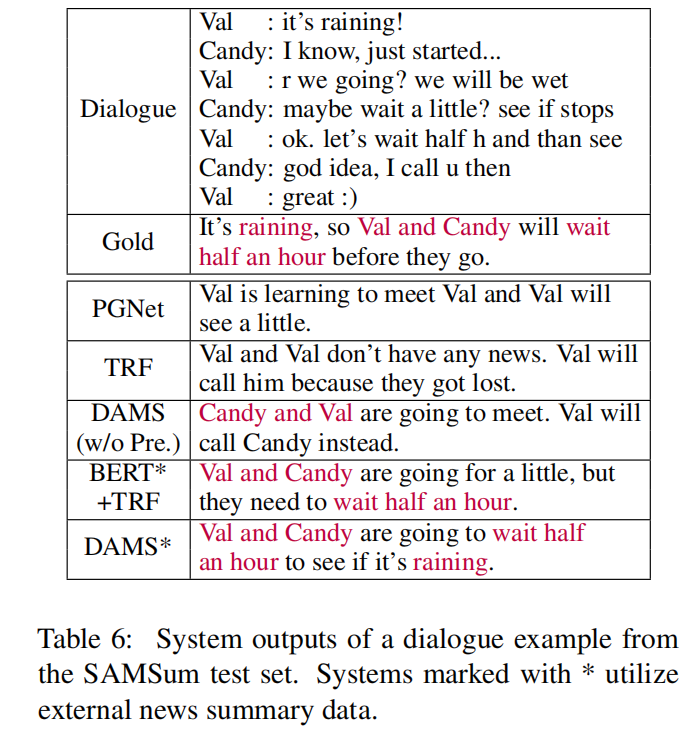 Dialogue
Val : it's raining!
Candy: I know, just started...
Val : r we going? we will be wet
Candy: maybe wait a little? see if stops
Val : ok. let's wait half h and than see
Candy: god idea, I call u then
Val : great :)
Gold
It's raining, so Val and Candy will wait
half an hour before they go.
PGNet
Val is learning to meet Val and Val will
see a little.
TRF
Val and Val don't have any news. Val will
call him because they got lost.
DAMS
(w/o Pre.)
Candy and Val are going to meet. Val will
call Candy instead.
BERT*
+TRF
Val and Candy are going for a little, but
they need to wait half an hour.
DAMS*
Val and Candy are going to wait half
an hour to see if it's raining.
Table 6: System outputs of a dialogue example from
the SAMSum test set. Systems marked with * utilize
external news summary data.